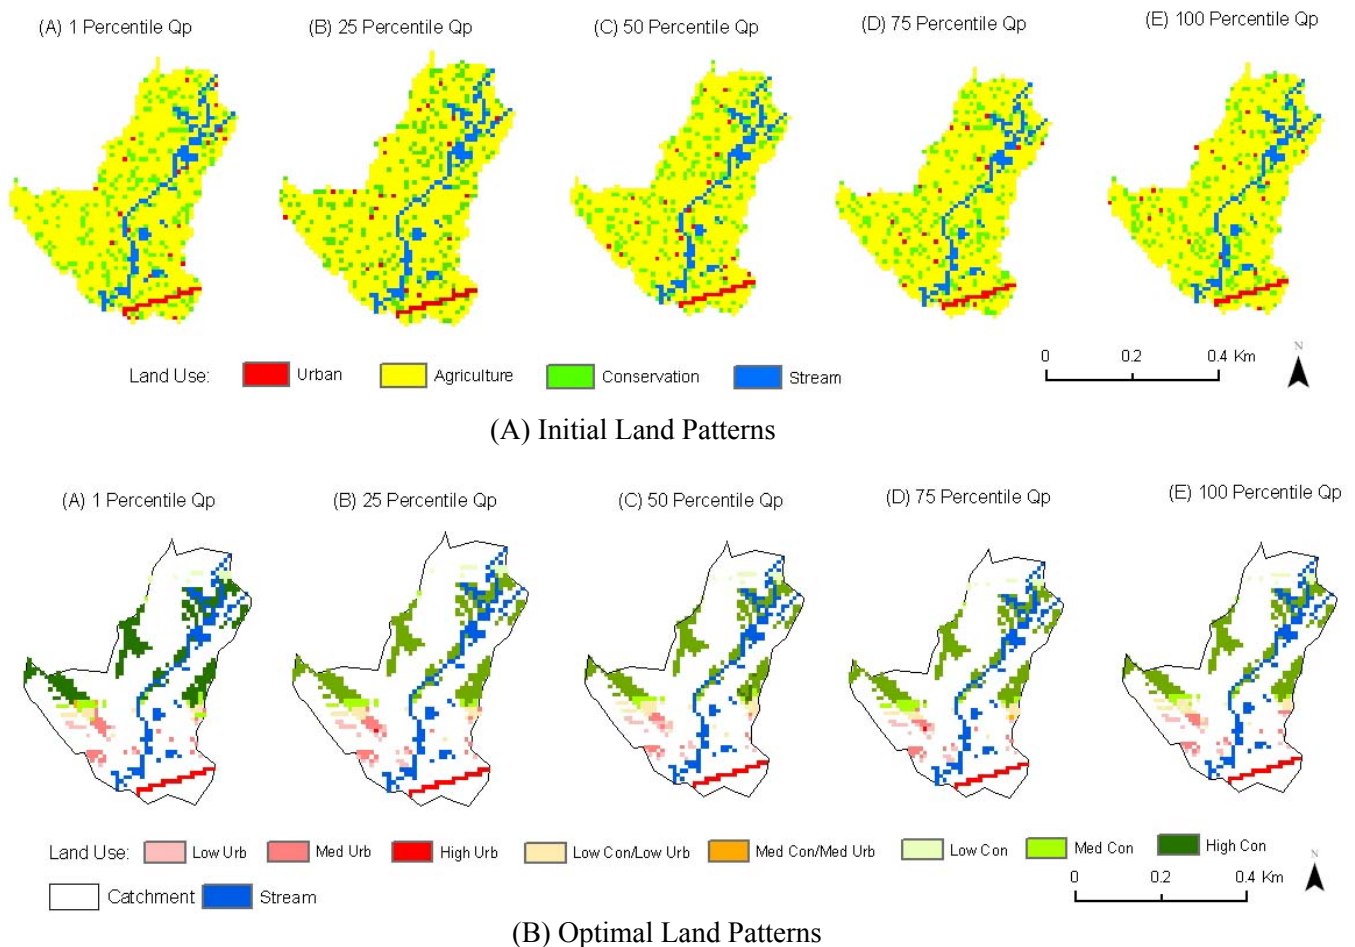 (A) 1 Percentile Qp (B) 25 Percentile Qp (C) 50 Percentile Qp (D) 75 Percentile Qp (E) 100 Percentile Qp
Land Use: Urban Agriculture Conservation Stream
0 0.2 0.4 Km
N
(A) Initial Land Patterns
(A) 1 Percentile Qp (B) 25 Percentile Qp (C) 50 Percentile Qp (D) 75 Percentile Qp (E) 100 Percentile Qp
Land Use: Low Urb Med Urb High Urb Low Con/Low Urb Med Con/Med Urb Low Con Med Con High Con
Catchment Stream
0 0.2 0.4 Km
N
(B) Optimal Land Patterns